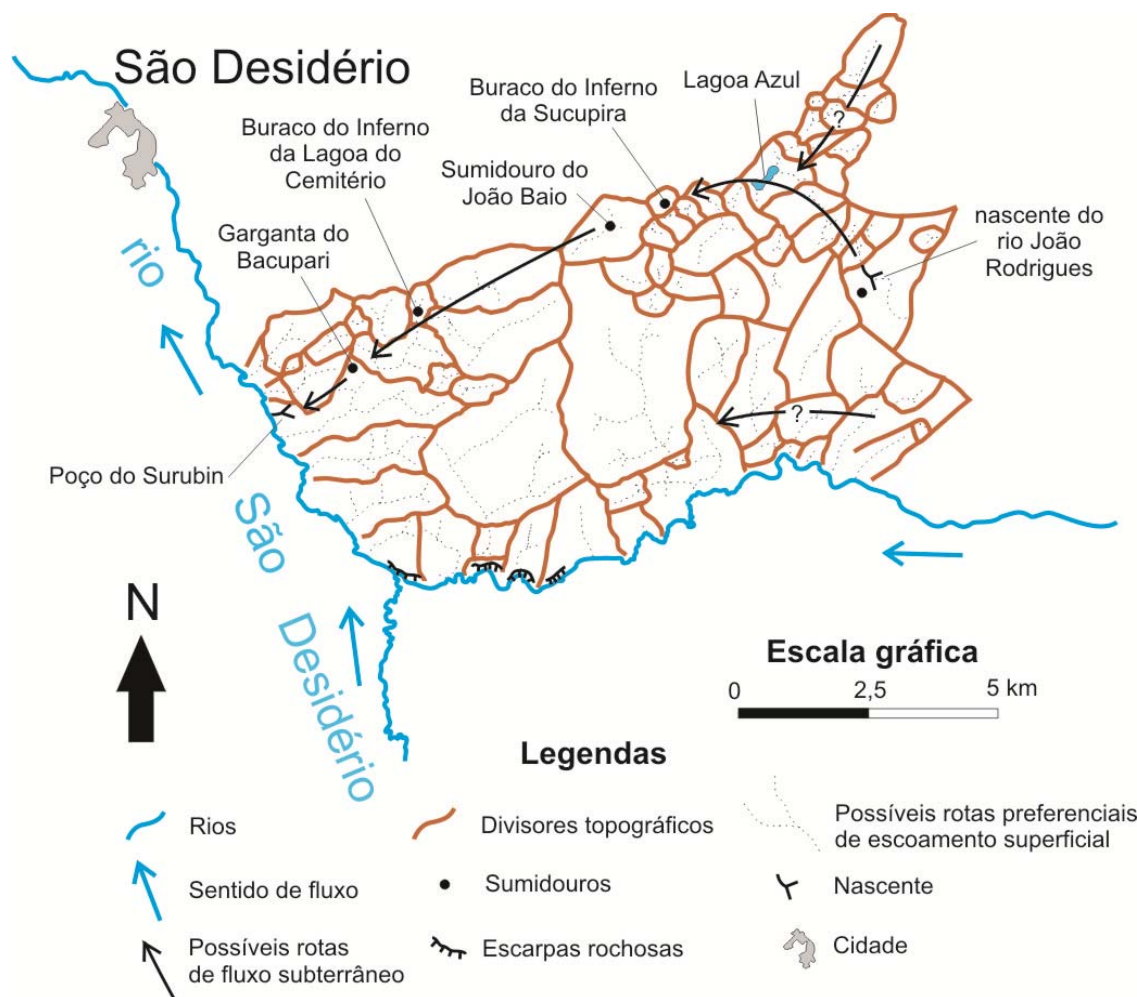 São Desidério
Buraco do Inferno
da Lagoa do
Cemitério
Buraco do Inferno
da Sucupira
Lagoa Azul
Sumidouro do
João Baio
Garganta do
Bacupari
nascente do
rio João
Rodrigues
?
?
Poço do Surubin
rio
São
Desidério
N
Escala gráfica
0 2,5 5 km
Legendas
Rios
Divisores topográficos
Possíveis rotas preferenciais
de escoamento superficial
Sentido de fluxo
Sumidouros
Nascente
Possíveis rotas
de fluxo subterrâneo
Escarpas rochosas
Cidade